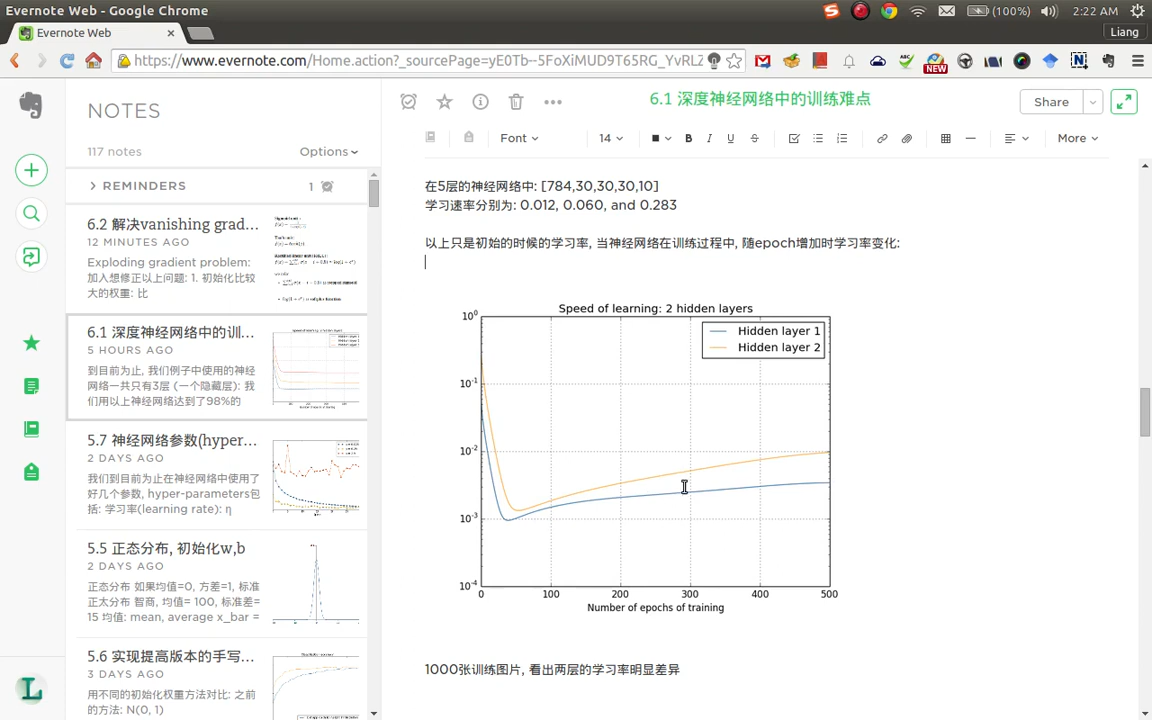 Evernote Web - Google Chrome
(100%)
2:22 AM
Evernote Web
Liang
https://www.evernote.com/Home.action?_sourcePage=yE0Tb--5FoXiMUD9T65RG_YvRLZ
NEW
NOTES
117 notes
Options
REMINDERS
1
6.2 解决vanishing grad...
12 MINUTES AGO
Exploding gradient problem:
加入想修正以上问题: 1. 初始化比较
大的权重: 比
6.1 深度神经网络中的训...
5 HOURS AGO
到目前为止, 我们例子中使用的神经
网络一共只有3层 (一个隐藏层): 我
们用以上神经网络达到了98%的
5.7 神经网络参数(hyper...
2 DAYS AGO
我们到目前为止在神经网络中使用了
好几个参数, hyper-parameters包
括: 学习率(learning rate): η
5.5 正态分布, 初始化w,b
2 DAYS AGO
正态分布 如果均值=0, 方差=1, 标准
正太分布 智商, 均值= 100, 标准差=
15 均值: mean, average x_bar =
5.6 实现提高版本的手写...
3 DAYS AGO
用不同的初始化权重方法对比: 之前
的方法: N(0, 1)
6.1 深度神经网络中的训练难点
Share
Font
14
B
I
U
More
在5层的神经网络中: [784,30,30,30,10]
学习速率分别为: 0.012, 0.060, and 0.283
以上只是初始的时候的学习率, 当神经网络在训练过程中, 随epoch增加时学习率变化:
Speed of learning: 2 hidden layers
Hidden layer 1
Hidden layer 2
10⁰
10⁻¹
10⁻²
10⁻³
10⁻⁴
0 100 200 300 400 500
Number of epochs of training
1000张训练图片, 看出两层的学习率明显差异